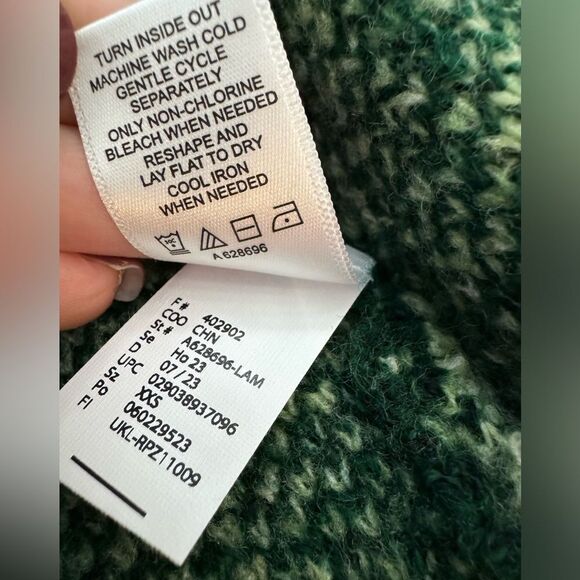 TURN INSIDE OUT
MACHINE WASH COLD
GENTLE CYCLE
SEPARATELY
ONLY NON-CHLORINE
BLEACH WHEN NEEDED
RESHAPE AND
LAY FLAT TO DRY
COOL IRON
WHEN NEEDED
A628696
F# 402902
COO CHN
St# A628696-LAM
Se Ho 23
D 07 / 23
UPC 029038937096
Sz XXS
Po 060229523
Fl UKL-RPZ11009